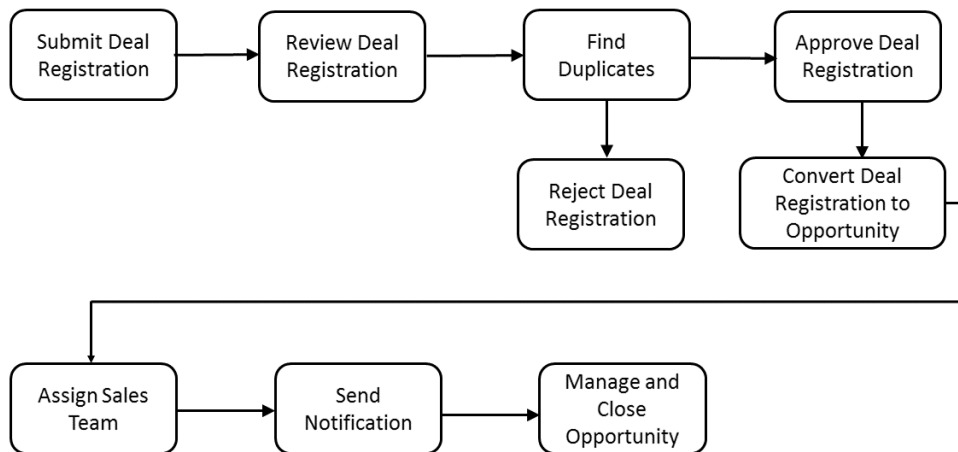 Submit Deal
Registration
Review Deal
Registration
Find
Duplicates
Approve Deal
Registration
Reject Deal
Registration
Convert Deal
Registration to
Opportunity
Assign Sales
Team
Send
Notification
Manage and
Close
Opportunity